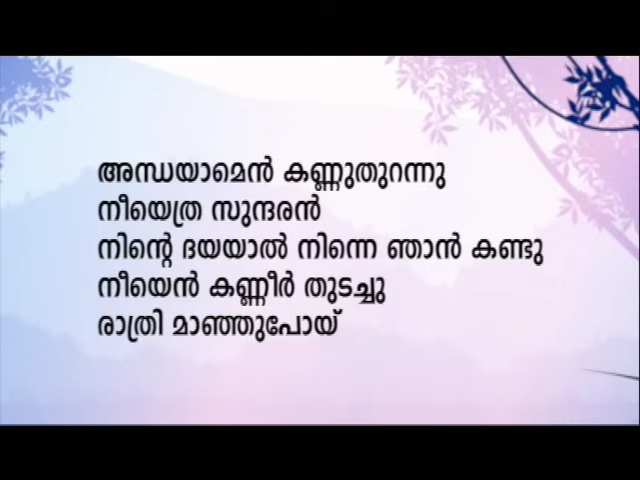 അന്ധയാമെൻ കണ്ണുതുറന്നു
നീയെത്ര സുന്ദരൻ
നിന്റെ ദയയാൽ നിന്നെ ഞാൻ കണ്ടു
നീയെൻ കണ്ണീർ തുടച്ചു
രാത്രി മാഞ്ഞുപോയ്